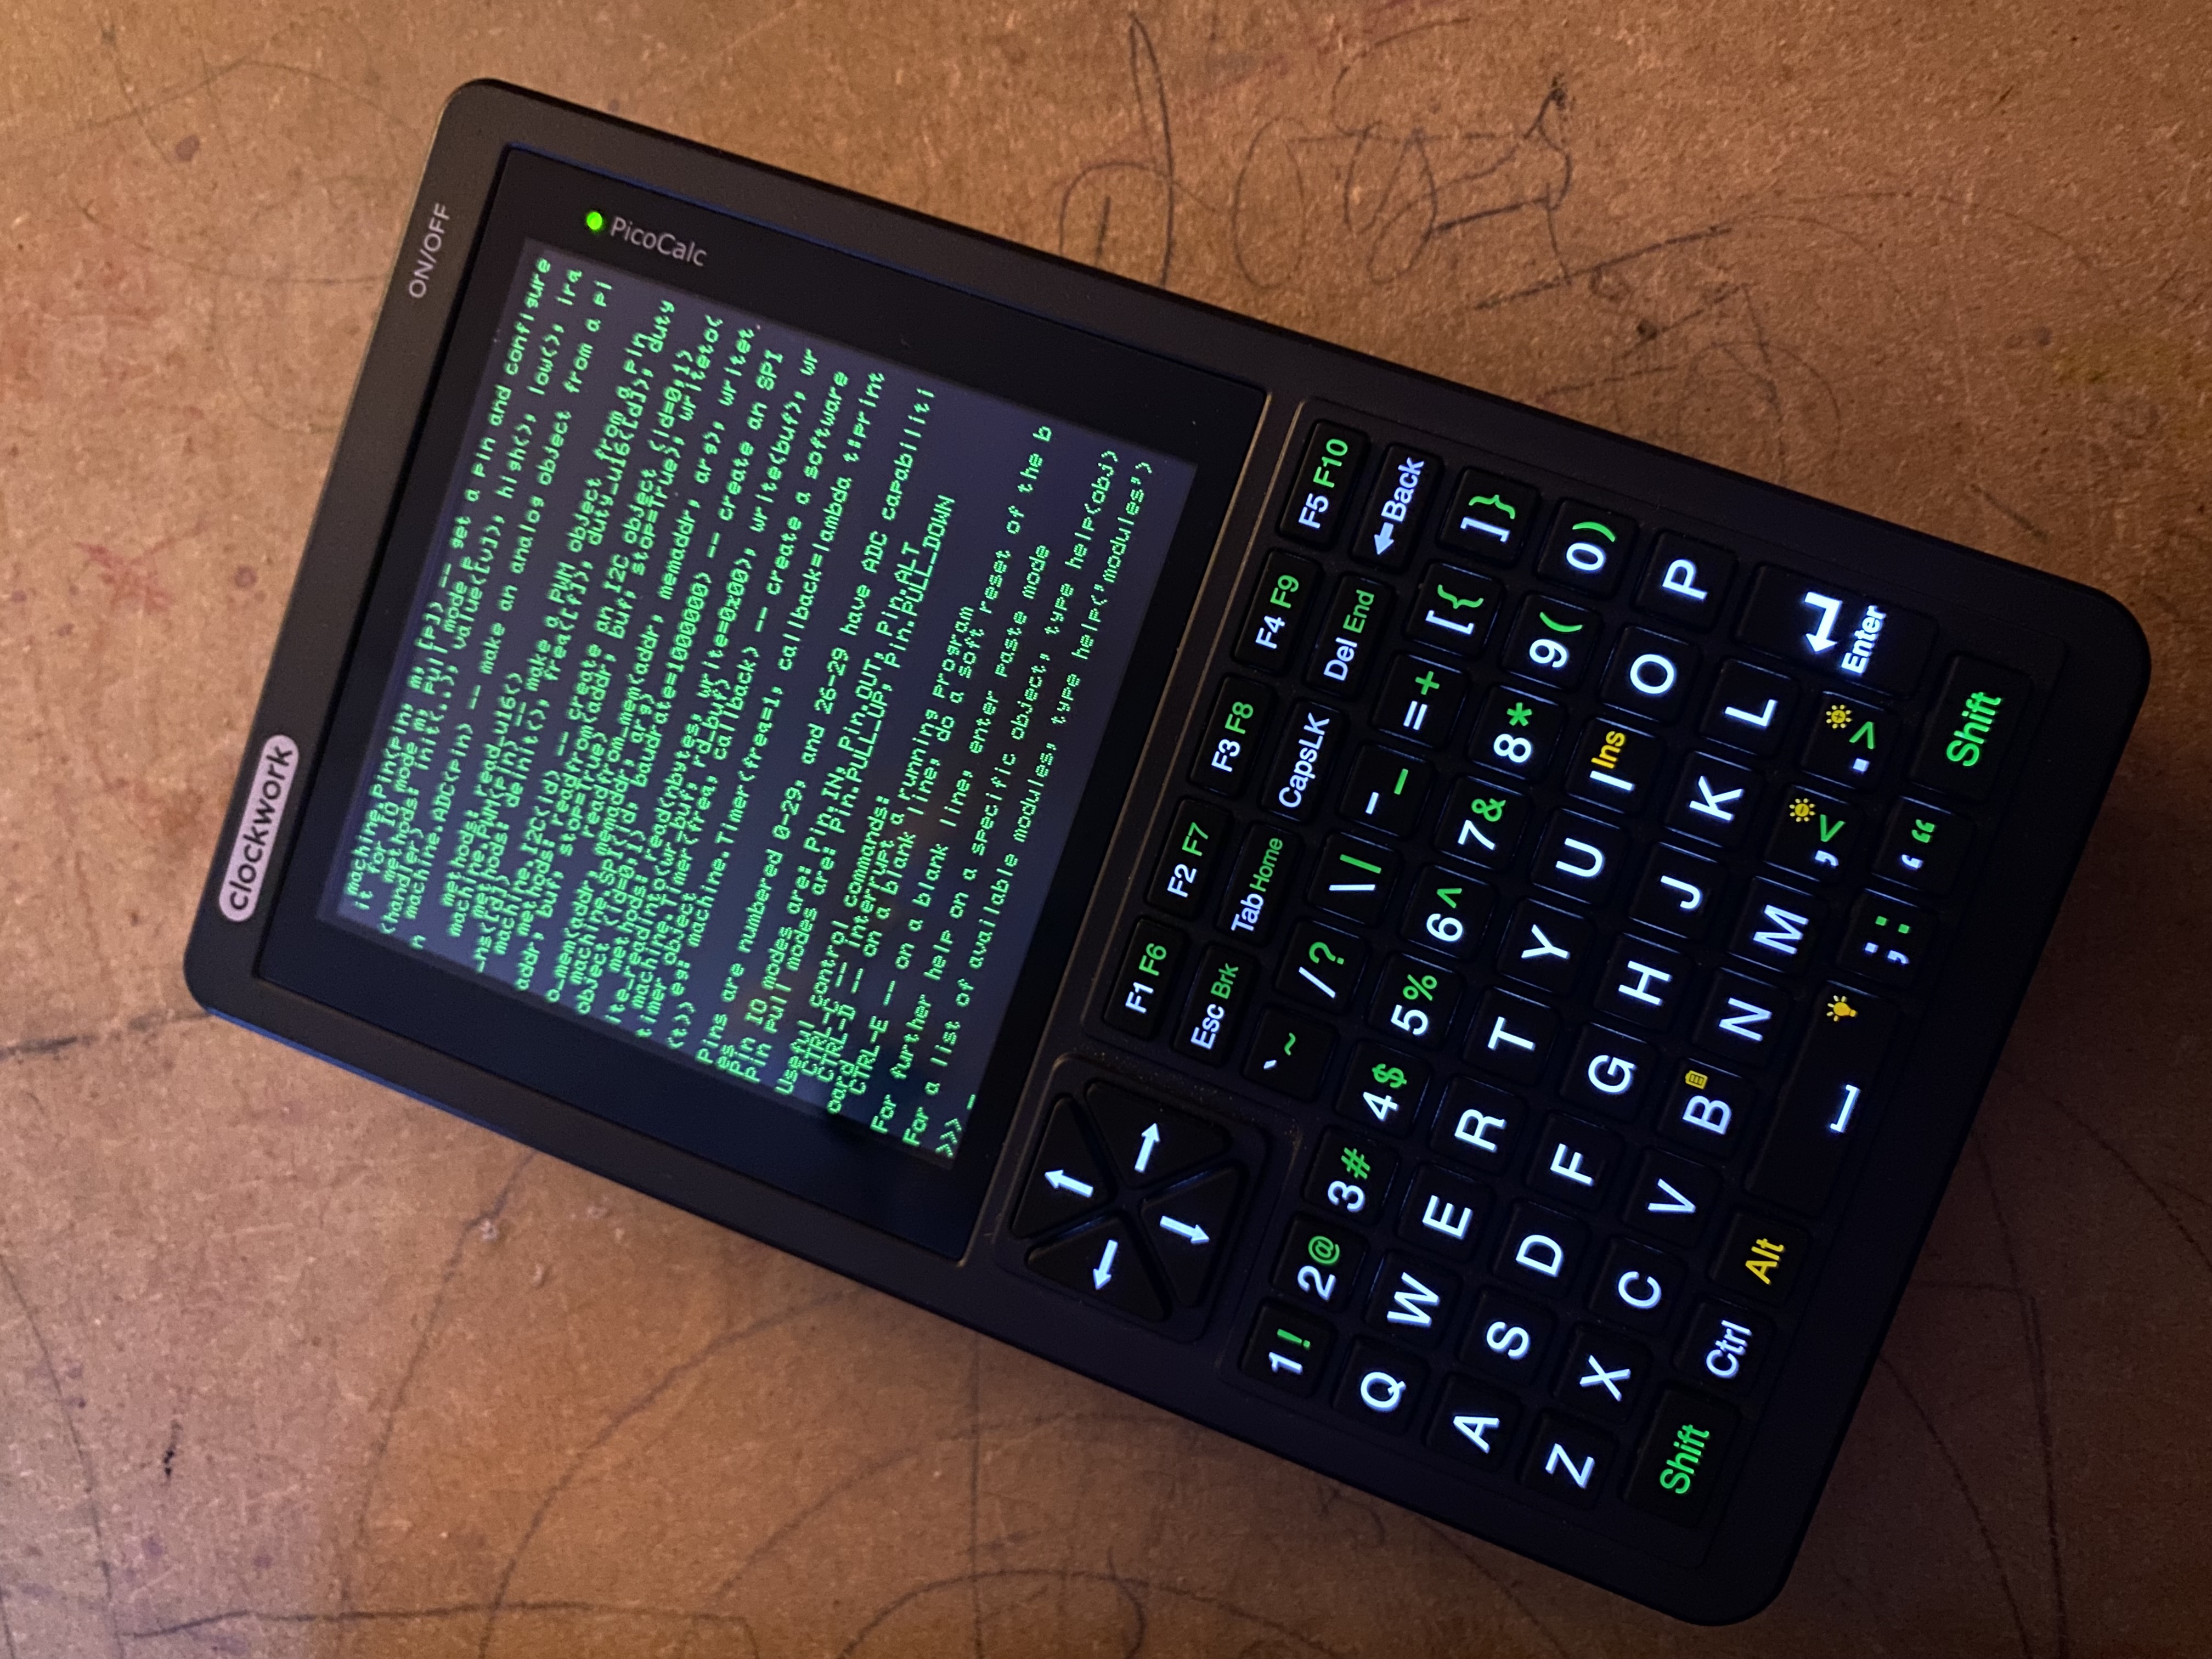 clockwork
ON/OFF
PicoCalc
machine.Pin(pin, m, [p]) -- get a pin and configure
it for IO mode m, pull mode p
methods: init(..), value([v]), high(), low(), irq
(handler)
machine.ADC(pin) -- make an analog object from a pi
n
methods: read_u16()
machine.PWM(pin) -- make a PWM object from a pin
methods: deinit(), freq([f]), duty_u16([d]), duty
_ns([d])
machine.I2C(id) -- create an I2C object (id=0,1)
methods: readfrom(addr, buf, stop=True), writeto(
addr, buf, stop=True)
readfrom_mem(addr, memaddr, arg), writet
o_mem(addr, memaddr, arg)
machine.SPI(id, baudrate=1000000) -- create an SPI
object (id=0,1)
methods: read(nbytes, write=0x00), write(buf), wr
ite_readinto(wr_buf, rd_buf)
machine.Timer(freq, callback) -- create a software
timer object
eg: machine.Timer(freq=1, callback=lambda t:print
(t))
Pins are numbered 0-29, and 26-29 have ADC capabiliti
es
Pin IO modes are: Pin.IN, Pin.OUT, Pin.ALT
Pin pull modes are: Pin.PULL_UP, Pin.PULL_DOWN
Useful control commands:
CTRL-C -- interrupt a running program
CTRL-D -- on a blank line, do a soft reset of the b
oard
CTRL-E -- on a blank line, enter paste mode
For further help on a specific object, type help(obj)
For a list of available modules, type help('modules')
>>> _
F1 F6 F2 F7 F3 F8 F4 F9 F5 F10
Esc Brk Tab Home CapsLK Del End Back
` ~ / ? \ | - _ = + [ { ] }
1 ! 2 @ 3 # 4 $ 5 % 6 ^ 7 & 8 * 9 ( 0 )
Q W E R T Y U I Ins O P
A S D F G H J K L
Z X C V B N M , < . > Enter
Shift Ctrl Alt ; : ‘ “ Shift